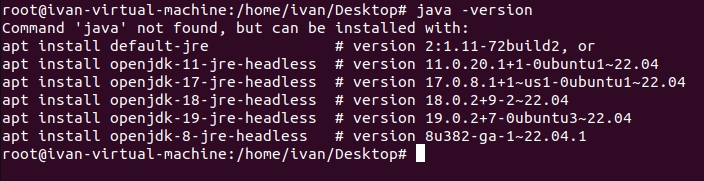 root@ivan-virtual-machine:/home/ivan/Desktop# java -version
Command 'java' not found, but can be installed with:
apt install default-jre              # version 2:1.11-72build2, or
apt install openjdk-11-jre-headless  # version 11.0.20.1+1-0ubuntu1~22.04
apt install openjdk-17-jre-headless  # version 17.0.8.1+1~us1-0ubuntu1~22.04
apt install openjdk-18-jre-headless  # version 18.0.2+9-2~22.04
apt install openjdk-19-jre-headless  # version 19.0.2+7-0ubuntu3~22.04
apt install openjdk-8-jre-headless   # version 8u382-ga-1~22.04.1
root@ivan-virtual-machine:/home/ivan/Desktop#